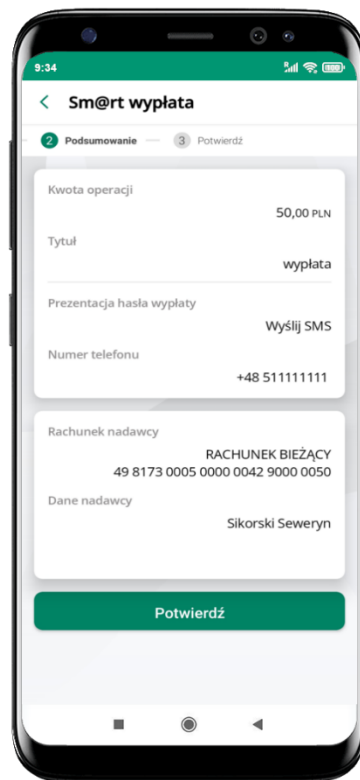 9:34
Sm@rt wypłata
2 Podsumowanie 3 Potwierdź
Kwota operacji
50,00 PLN
Tytuł
wypłata
Prezentacja hasła wypłaty
Wyślij SMS
Numer telefonu
+48 511111111
Rachunek nadawcy
RACHUNEK BIEŻĄCY
49 8173 0005 0000 0042 9000 0050
Dane nadawcy
Sikorski Seweryn
Potwierdź